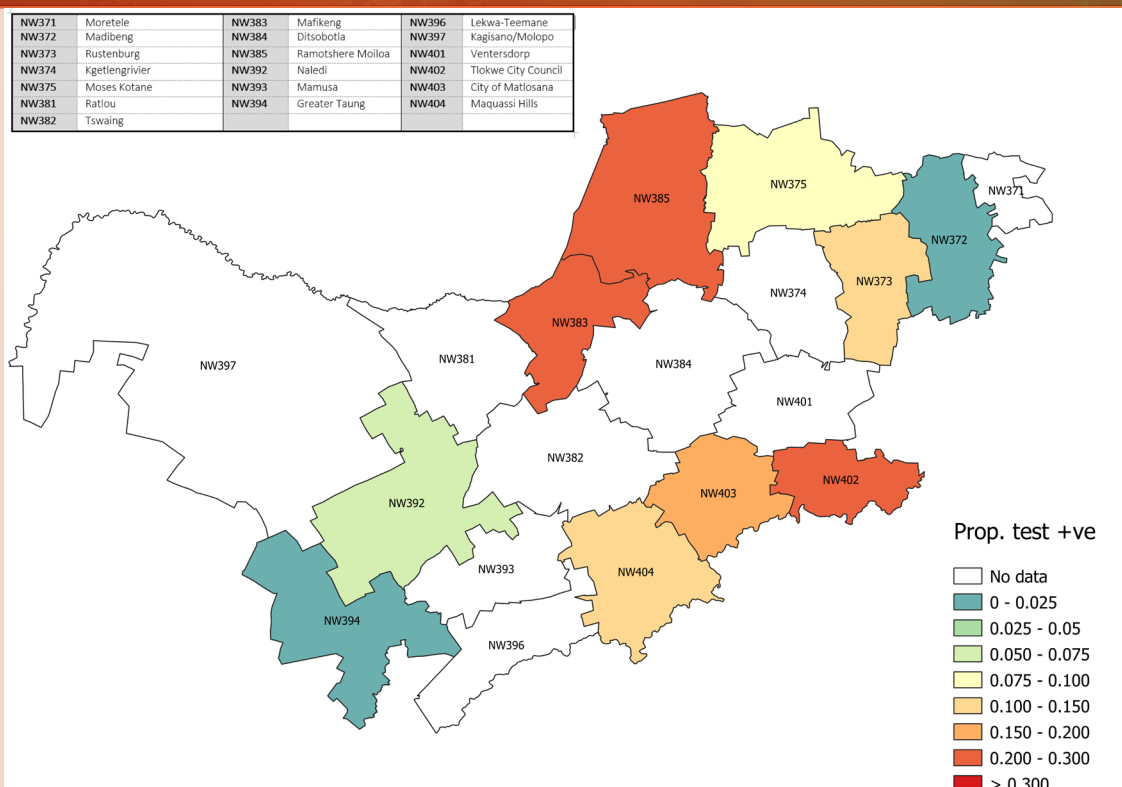 NW371 Moretele NW383 Mafikeng NW396 Lekwa-Teemane
NW372 Madibeng NW384 Ditsobotla NW397 Kagisano/Molopo
NW373 Rustenburg NW385 Ramotshere Moiloa NW401 Ventersdorp
NW374 Kgetlengrivier NW392 Naledi NW402 Tlokwe City Council
NW375 Moses Kotane NW393 Mamusa NW403 City of Matlosana
NW381 Ratlou NW394 Greater Taung NW404 Maquassi Hills
NW382 Tswaing
NW385
NW375
NW371
NW372
NW373
NW374
NW383
NW381
NW384
NW397
NW401
NW382
NW402
NW403
NW392
NW393
NW404
NW394
NW396
Prop. test +ve
No data
0 - 0.025
0.025 - 0.05
0.050 - 0.075
0.075 - 0.100
0.100 - 0.150
0.150 - 0.200
0.200 - 0.300
> 0.300